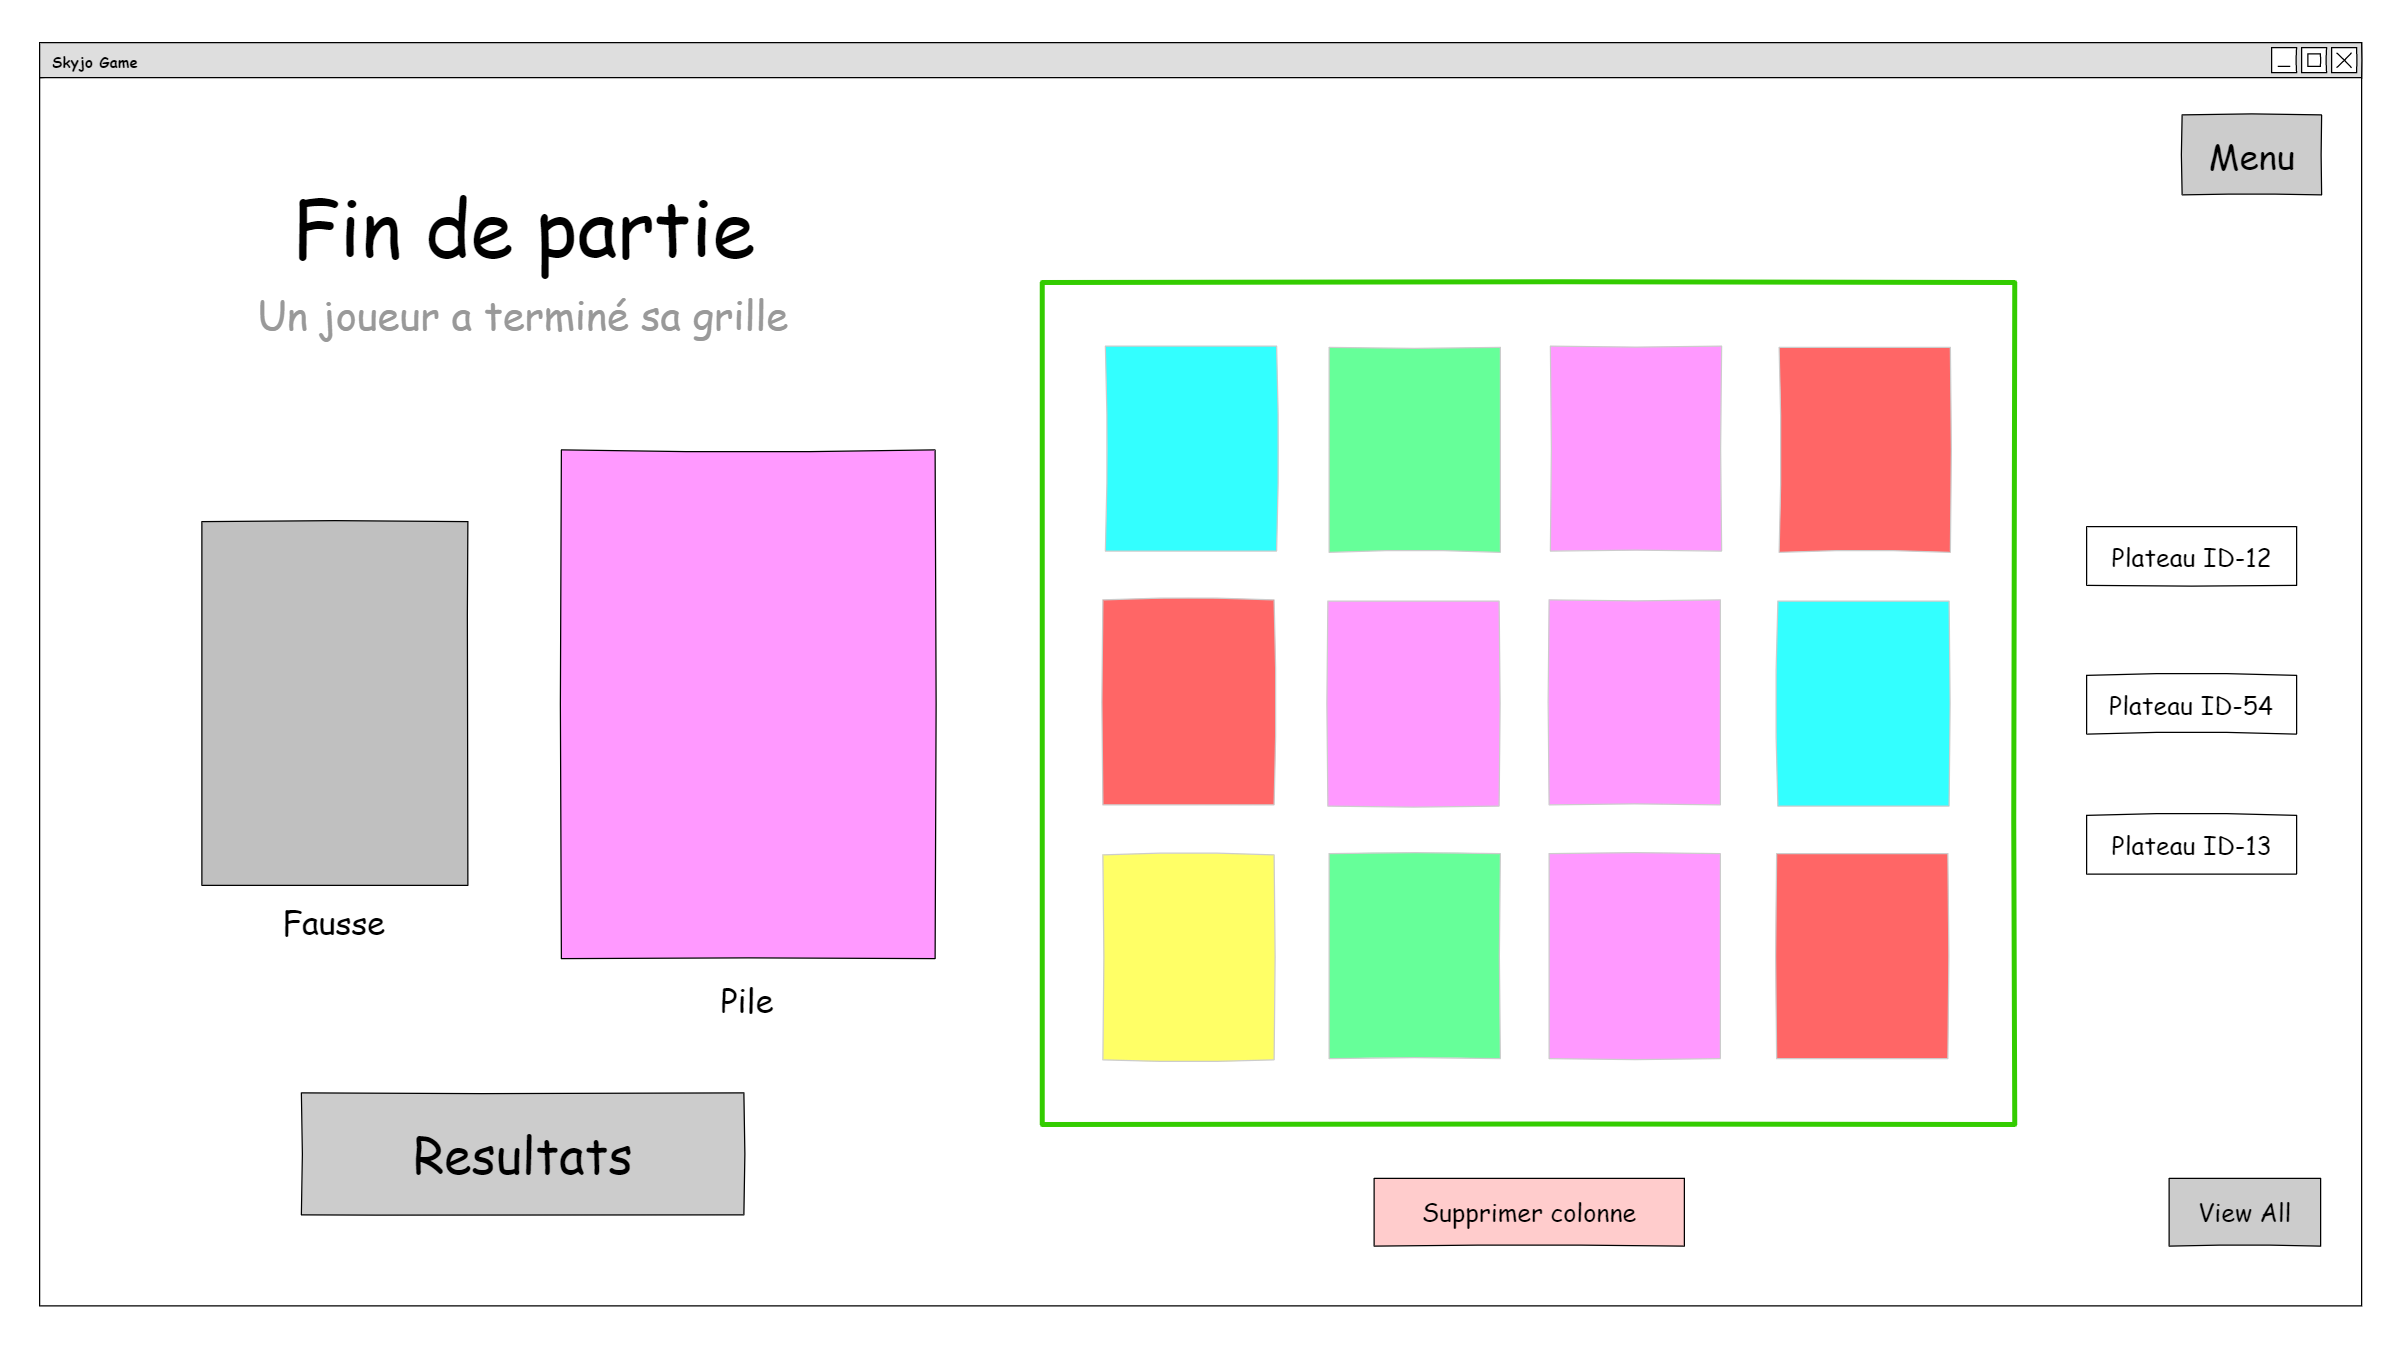 Skyjo Game
Menu
Fin de partie
Un joueur a terminé sa grille
Plateau ID-12
Plateau ID-54
Plateau ID-13
Fausse
Pile
Resultats
Supprimer colonne
View All